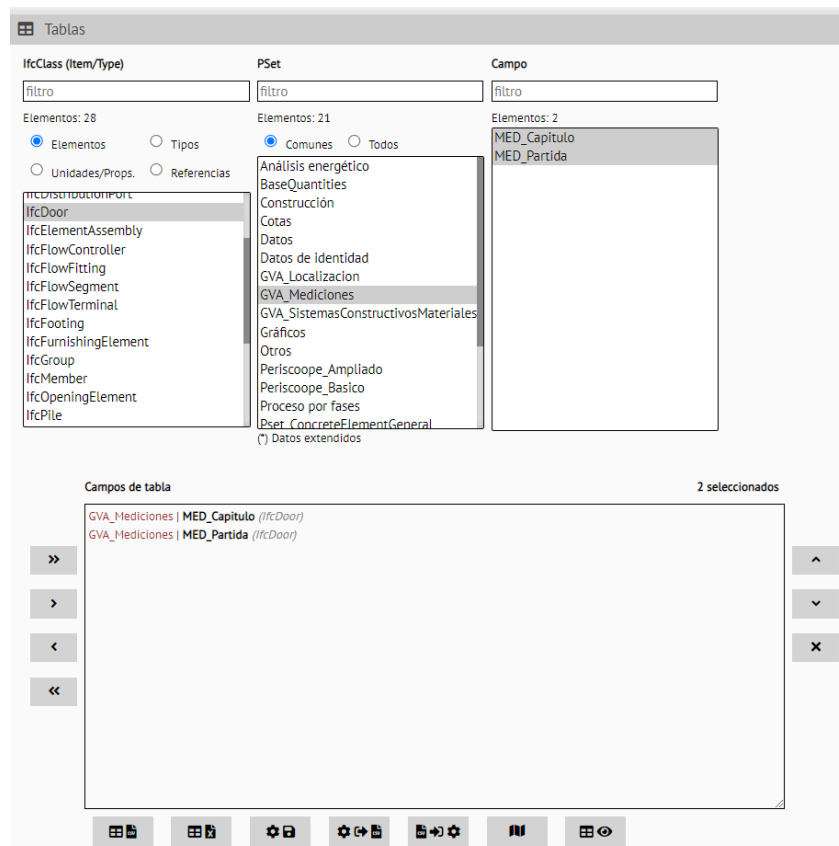 Tablas
IfcClass (Item/Type)
filtro
Elementos: 28
Elementos
Tipos
Unidades/Props.
Referencias
IfcDistributionPort
IfcDoor
IfcElementAssembly
IfcFlowController
IfcFlowFitting
IfcFlowSegment
IfcFlowTerminal
IfcFooting
IfcFurnishingElement
IfcGroup
IfcMember
IfcOpeningElement
IfcPile
PSet
filtro
Elementos: 21
Comunes
Todos
Análisis energético
BaseQuantities
Construcción
Cotas
Datos
Datos de identidad
GVA_Localizacion
GVA_Mediciones
GVA_SistemasConstructivosMateriales
Gráficos
Otros
Periscoope_Ampliado
Periscoope_Basico
Proceso por fases
Pset_ConcreteElementGeneral
(*) Datos extendidos
Campo
filtro
Elementos: 2
MED_Capitulo
MED_Partida
Campos de tabla
2 seleccionados
GVA_Mediciones | MED_Capitulo (IfcDoor)
GVA_Mediciones | MED_Partida (IfcDoor)